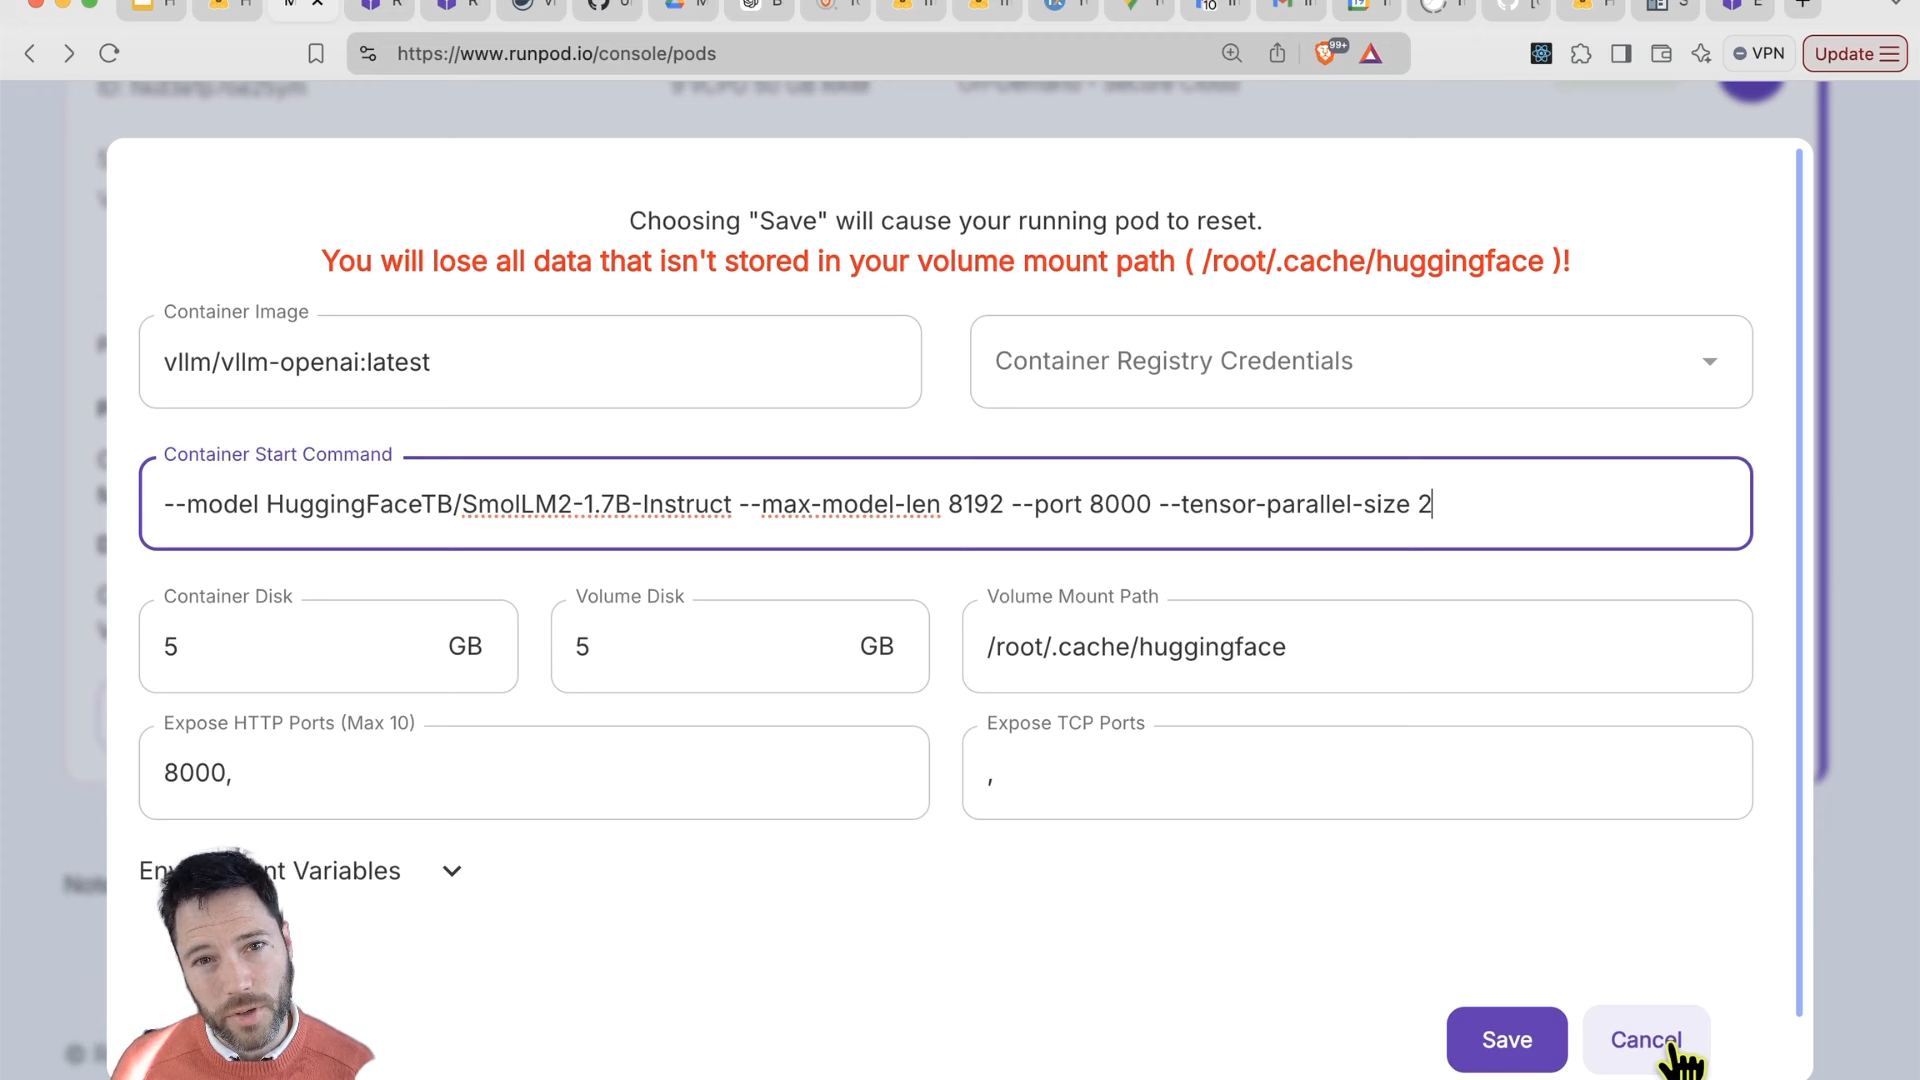 https://www.runpod.io/console/pods
99+
VPN
Update
Choosing "Save" will cause your running pod to reset.
You will lose all data that isn't stored in your volume mount path ( /root/.cache/huggingface )!
Container Image
vllm/vllm-openai:latest
Container Registry Credentials
Container Start Command
--model HuggingFaceTB/SmolLM2-1.7B-Instruct --max-model-len 8192 --port 8000 --tensor-parallel-size 2
Container Disk
5 GB
Volume Disk
5 GB
Volume Mount Path
/root/.cache/huggingface
Expose HTTP Ports (Max 10)
8000,
Expose TCP Ports
,
Variables
Save
Cancel